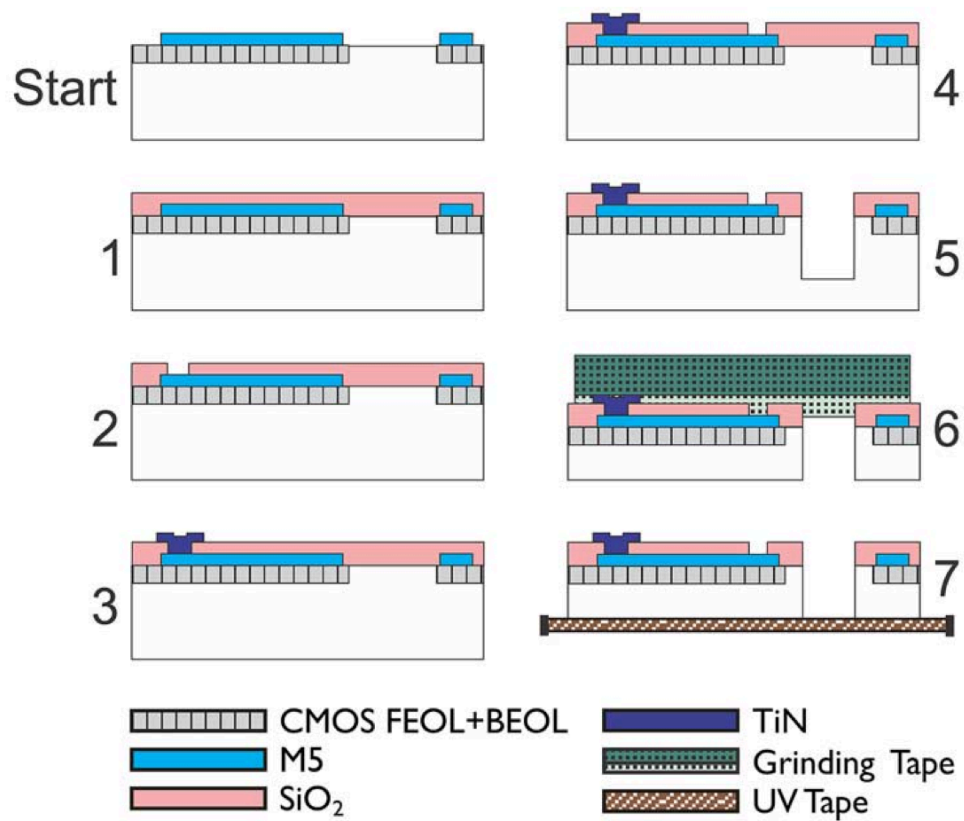 Start
1
2
3
4
5
6
7
CMOS FEOL+BEOL
M5
SiO₂
TiN
Grinding Tape
UV Tape